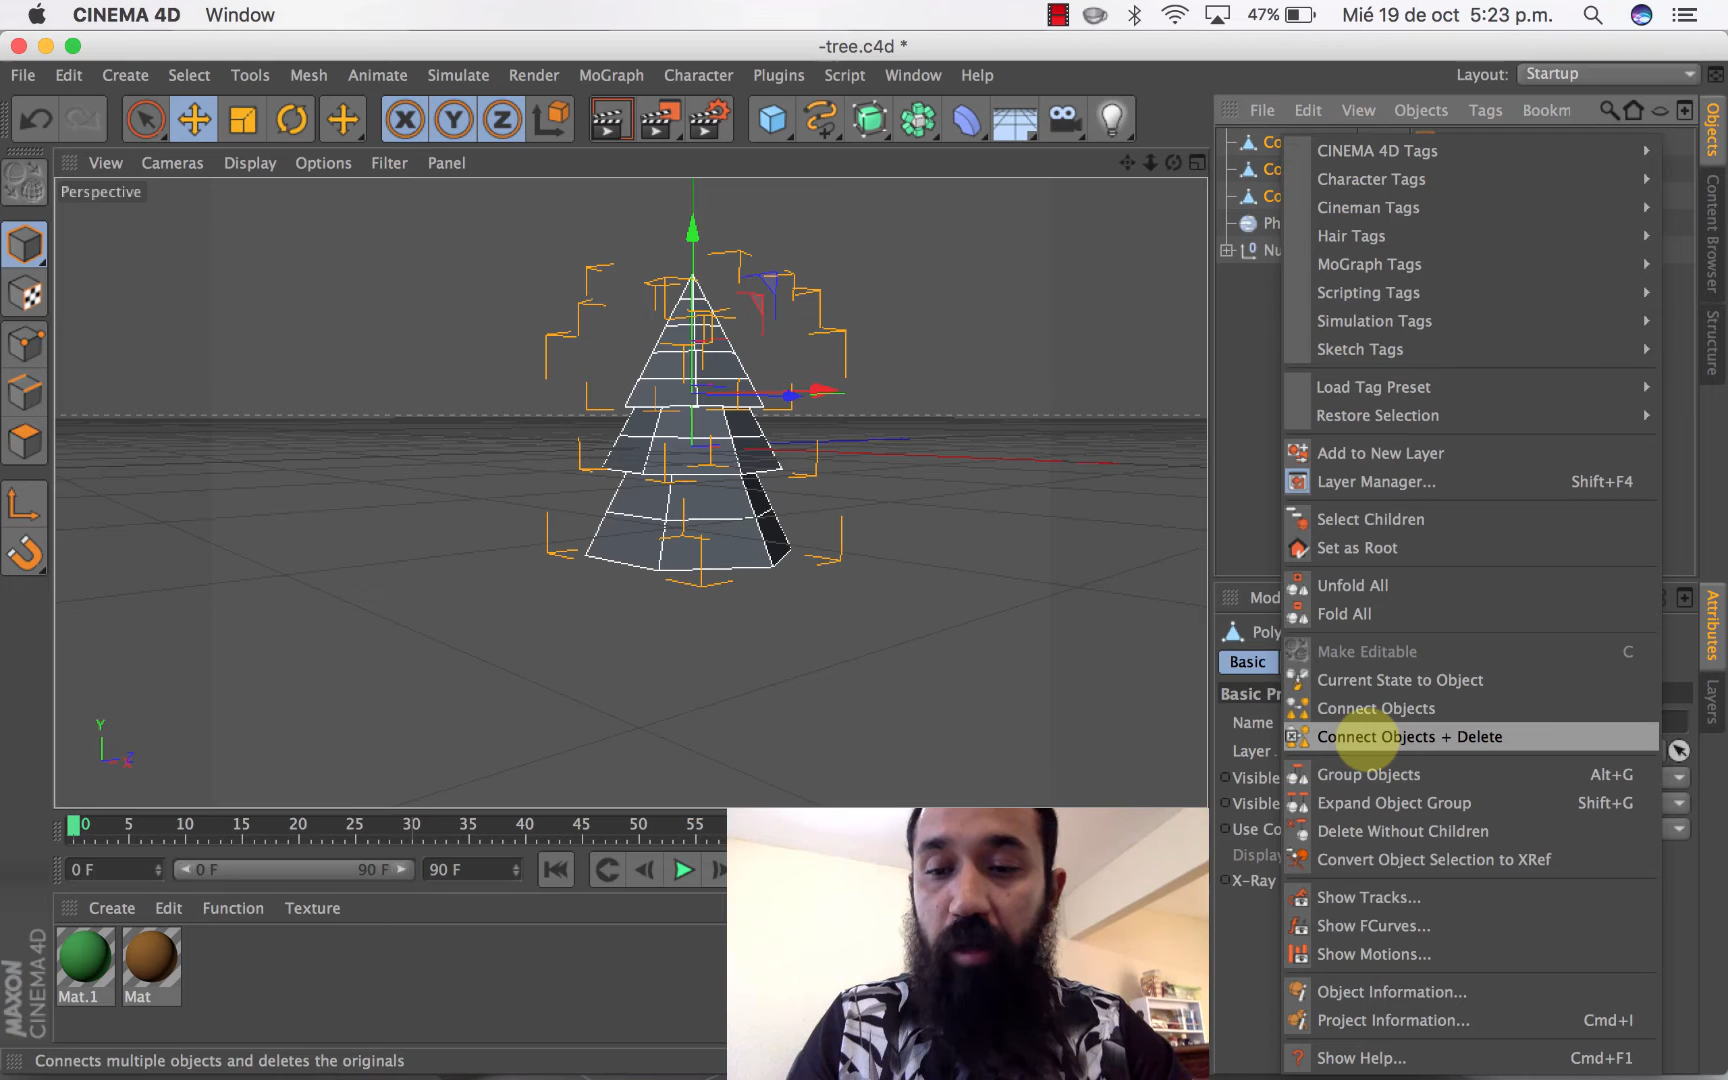 CINEMA 4D Window 47% Mié 19 de oct 5:23 p.m.
-tree.c4d *
File Edit Create Select Tools Mesh Animate Simulate Render MoGraph Character Plugins Script Window Help Layout: Startup
File Edit View Objects Tags Bookm
View Cameras Display Options Filter Panel
Perspective
Co
Co
Co
Ph
Nu
CINEMA 4D Tags
Character Tags
Cineman Tags
Hair Tags
MoGraph Tags
Scripting Tags
Simulation Tags
Sketch Tags
Load Tag Preset
Restore Selection
Add to New Layer
Layer Manager... Shift+F4
Select Children
Set as Root
Unfold All
Fold All
Make Editable C
Current State to Object
Connect Objects
Connect Objects + Delete
Group Objects Alt+G
Expand Object Group Shift+G
Delete Without Children
Convert Object Selection to XRef
Show Tracks...
Show FCurves...
Show Motions...
Object Information...
Project Information... Cmd+I
Show Help... Cmd+F1
Mod
Poly
Basic
Basic Pr
Name
Layer
Visible
Visible
Use Co
Display
X-Ray
Objects
Content Browser
Structure
Attributes
Layers
X Y Z
Y
Z
X
0 5 10 15 20 25 30 35 40 45 50 55
0 F 0 F 90 F 90 F
Create Edit Function Texture
Mat.1 Mat
MAXON
CINEMA 4D
Connects multiple objects and deletes the originals